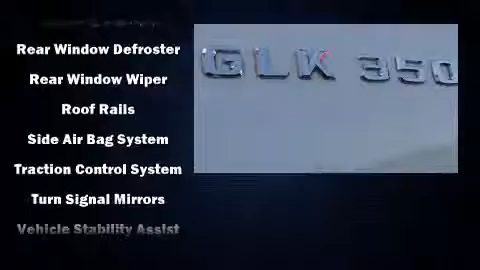 Rear Window Defroster
Rear Window Wiper
Roof Rails
Side Air Bag System
Traction Control System
Turn Signal Mirrors
Vehicle Stability Assist
GLK 350